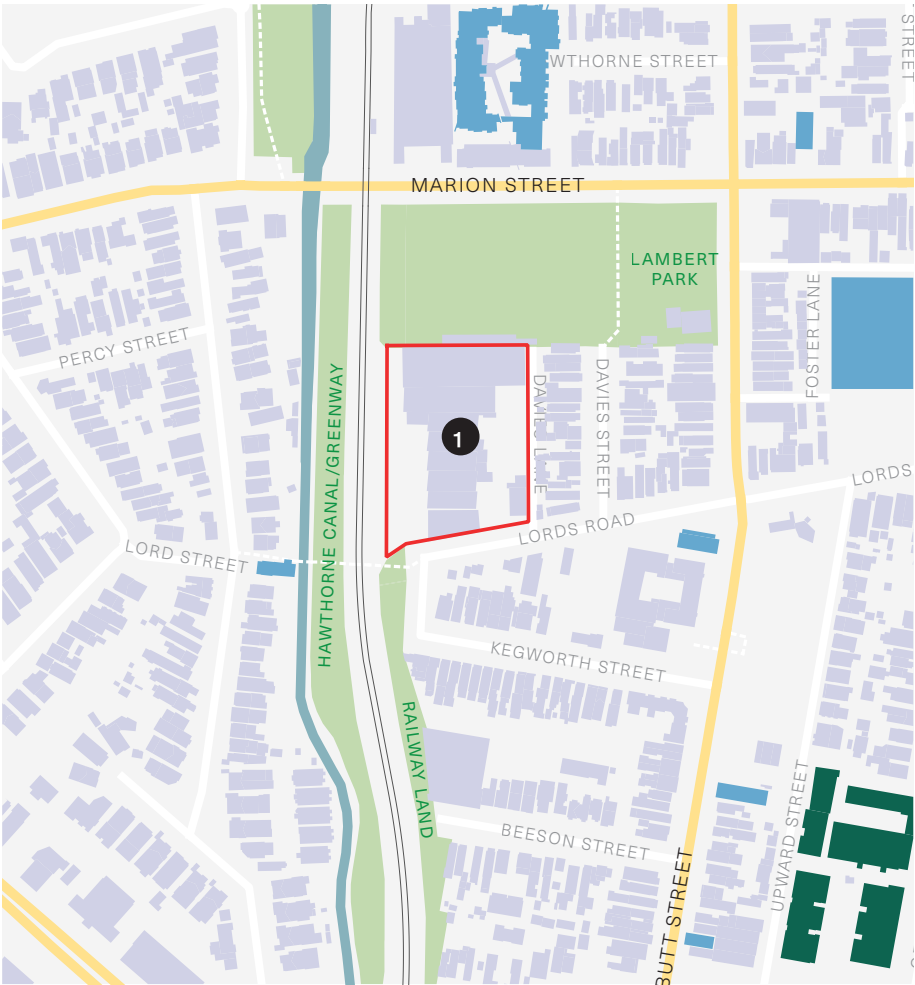 STREET
WTHORNE STREET
MARION STREET
LAMBERT
PARK
PERCY STREET
FOSTER LANE
HAWTHORNE CANAL/GREENWAY
DAVIES STREET
1
LORDS
LORDS ROAD
LORD STREET
KEGWORTH STREET
RAILWAY LAND
BEESON STREET
UPWARD STREET
BUTT STREET